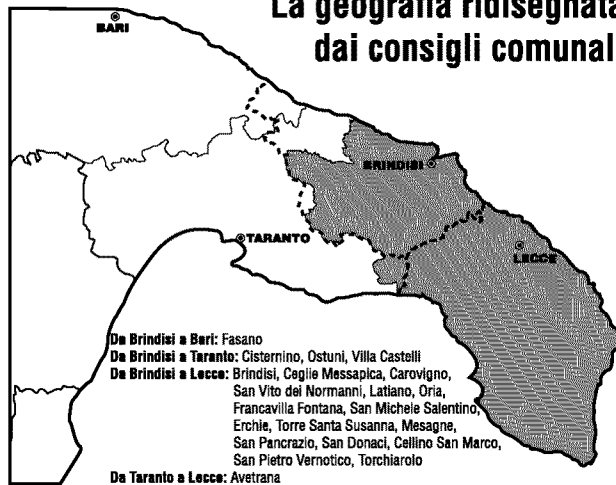 La geografia ridisegnata
dai consigli comunal
BARI
BRINDISI
TARANTO
LECCE
Da Brindisi a Bari: Fasano
Da Brindisi a Taranto: Cisternino, Ostuni, Villa Castelli
Da Brindisi a Lecce: Brindisi, Ceglie Messapica, Carovigno,
San Vito dei Normanni, Latiano, Oria,
Francavilla Fontana, San Michele Salentino,
Erchie, Torre Santa Susanna, Mesagne,
San Pancrazio, San Donaci, Cellino San Marco,
San Pietro Vernotico, Torchiarolo
Da Taranto a Lecce: Avetrana